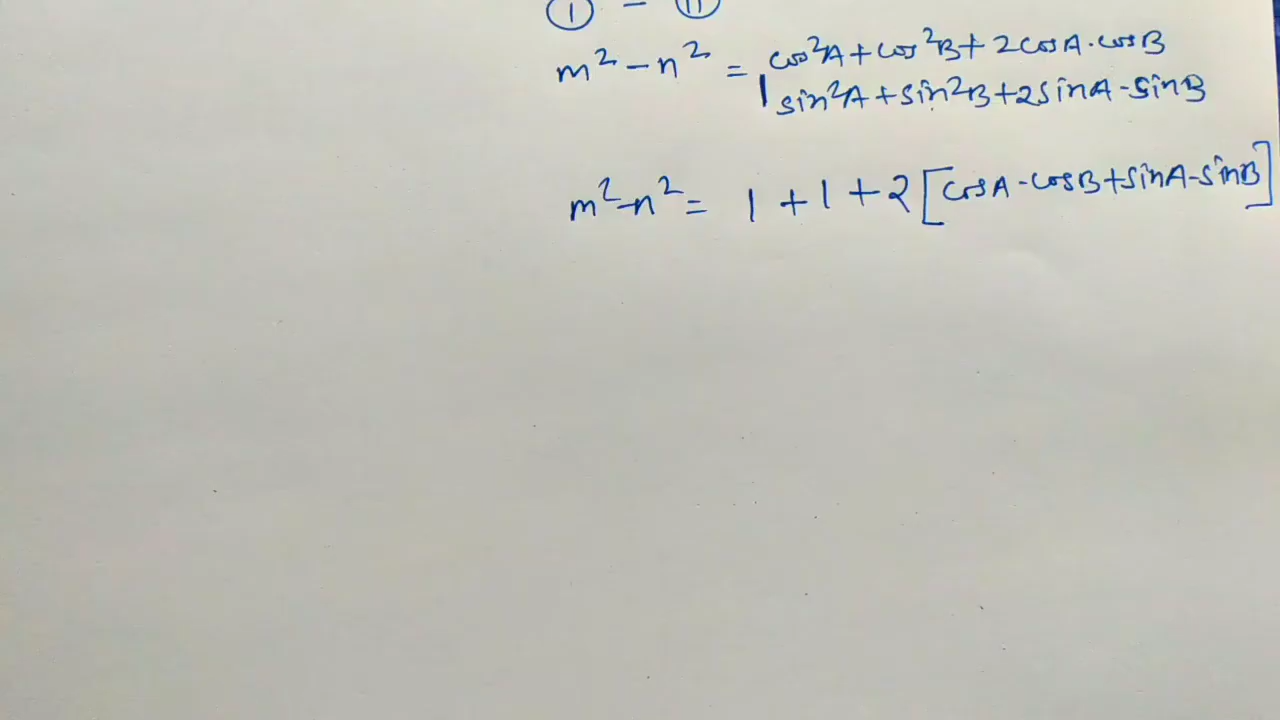 ① - ⑪
m² - n² = cos²A + cos²B + 2cosA·cosB
sin²A + sin²B + 2sinA·sinB
m² - n² = 1 + 1 + 2[cosA·cosB + sinA·sinB]